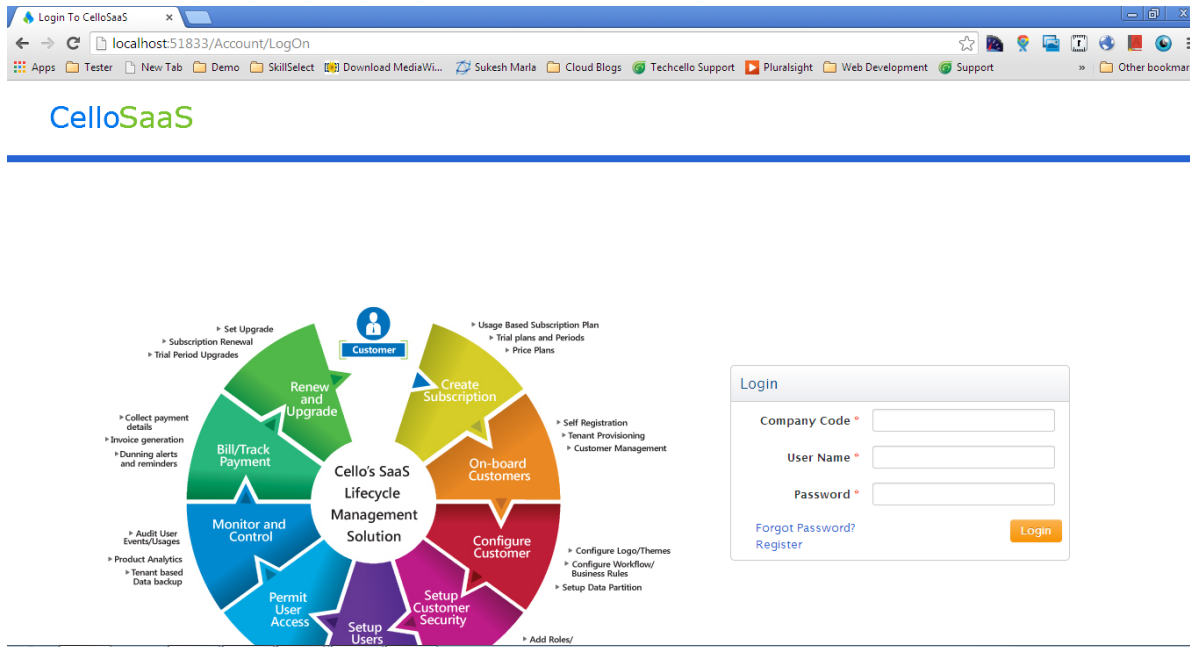 Login To CelloSaaS
localhost:51833/Account/LogOn
Apps Tester New Tab Demo SkillSelect Download MediaWi... Sukesh Marla Cloud Blogs Techcello Support Pluralsight Web Development Support » Other bookmar
CelloSaaS
Set Upgrade
Subscription Renewal
Trial Period Upgrades
Customer
Usage Based Subscription Plan
Trial plans and Periods
Price Plans
Renew
and
Upgrade
Create
Subscription
Collect payment
details
Invoice generation
Dunning alerts
and reminders
Bill/Track
Payment
Self Registration
Tenant Provisioning
Customer Management
On-board
Customers
Cello's SaaS
Lifecycle
Management
Solution
Audit User
Events/Usages
Product Analytics
Tenant based
Data backup
Monitor and
Control
Configure
Customer
Configure Logo/Themes
Configure Workflow/
Business Rules
Setup Data Partition
Permit
User
Access
Setup
Users
Setup
Customer
Security
Add Roles/
Login
Company Code *
User Name *
Password *
Forgot Password?
Register
Login